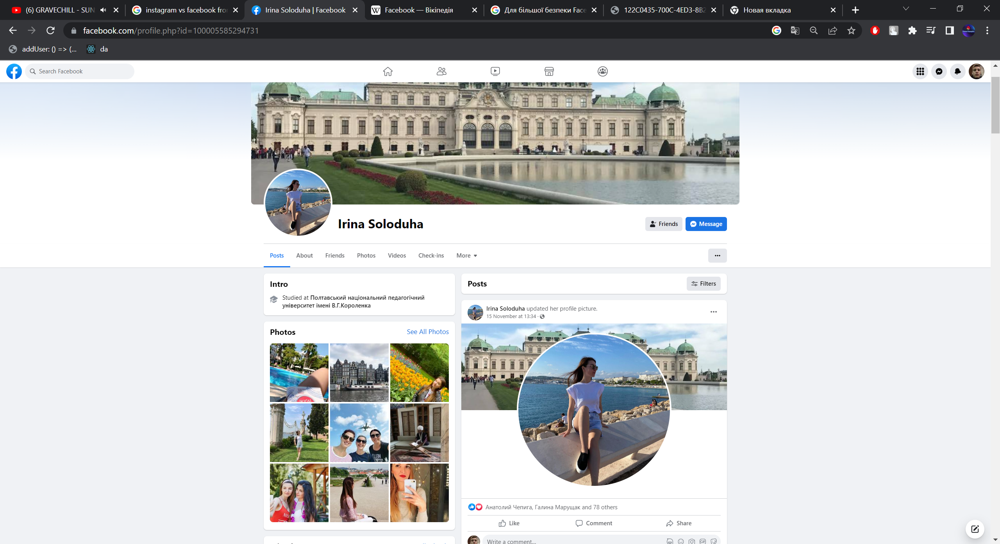 (6) GRAVECHILL - SUN
instagram vs facebook fro
Irina Soloduha | Facebook
Facebook — Вікіпедія
Для більшої безпеки Face
122C0435-700C-4ED3-8B2
Новая вкладка
facebook.com/profile.php?id=100005585294731
addUser: () => (...
da
Search Facebook
Irina Soloduha
Friends
Message
Posts
About
Friends
Photos
Videos
Check-ins
More
Intro
Studied at Полтавський національний педагогічний
університет імені В.Г.Короленка
Photos
See All Photos
HELLO
Posts
Filters
Irina Soloduha updated her profile picture.
15 November at 13:34 ·
Анатолий Чепига, Галина Марущак and 78 others
Like
Comment
Share
Write a comment...
GIF